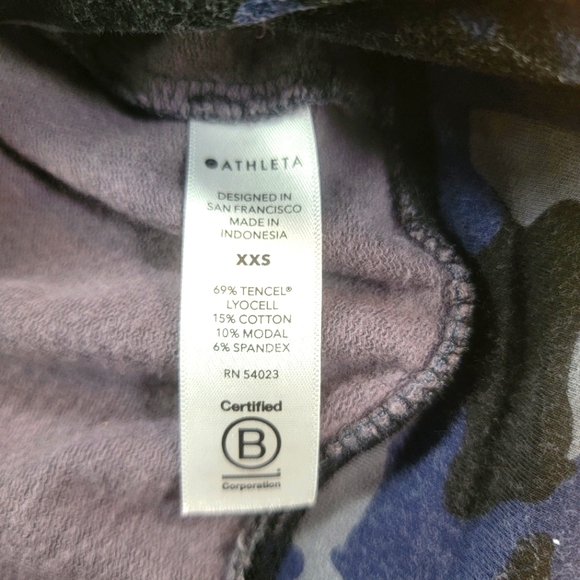 ATHLETA
DESIGNED IN
SAN FRANCISCO
MADE IN
INDONESIA
XXS
69% TENCEL®
LYOCELL
15% COTTON
10% MODAL
6% SPANDEX
RN 54023
Certified
B
Corporation